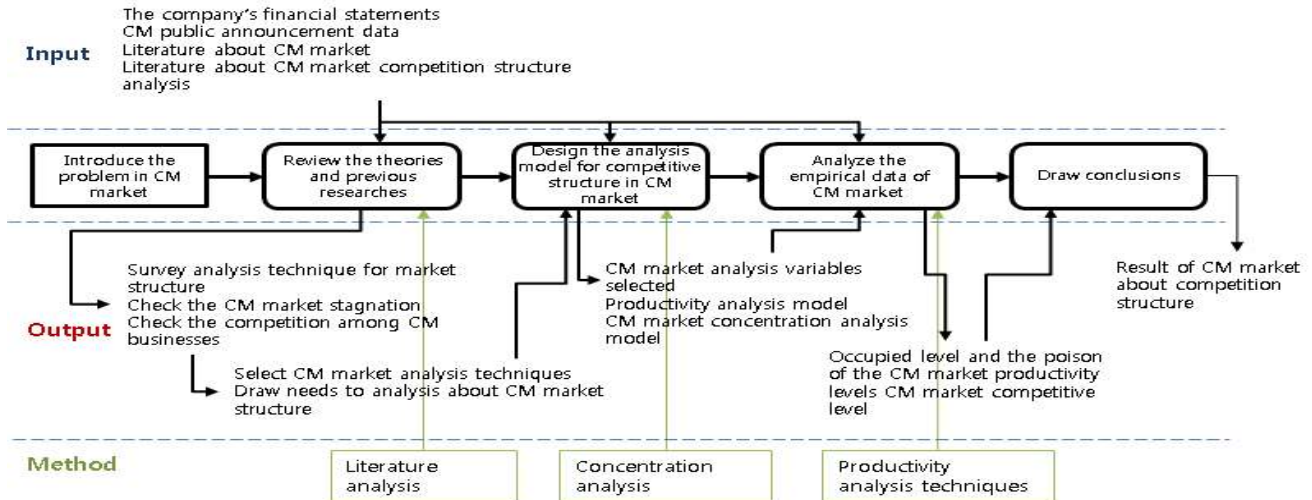 The company's financial statements
CM public announcement data
Literature about CM market
Literature about CM market competition structure
analysis
Input
Introduce the
problem in CM
market
Review the theories
and previous
researches
Design the analysis
model for competitive
structure in CM
market
Analyze the
empirical data of
CM market
Draw conclusions
Survey analysis technique for market
structure
Check the CM market stagnation
Check the competition among CM
businesses
Output
Select CM market analysis techniques
Draw needs to analysis about CM market
structure
CM market analysis variables
selected
Productivity analysis model
CM market concentration analysis
model
Occupied level and the poison
of the CM market productivity
levels CM market competitive
level
Result of CM market
about competition
structure
Method
Literature
analysis
Concentration
analysis
Productivity
analysis techniques